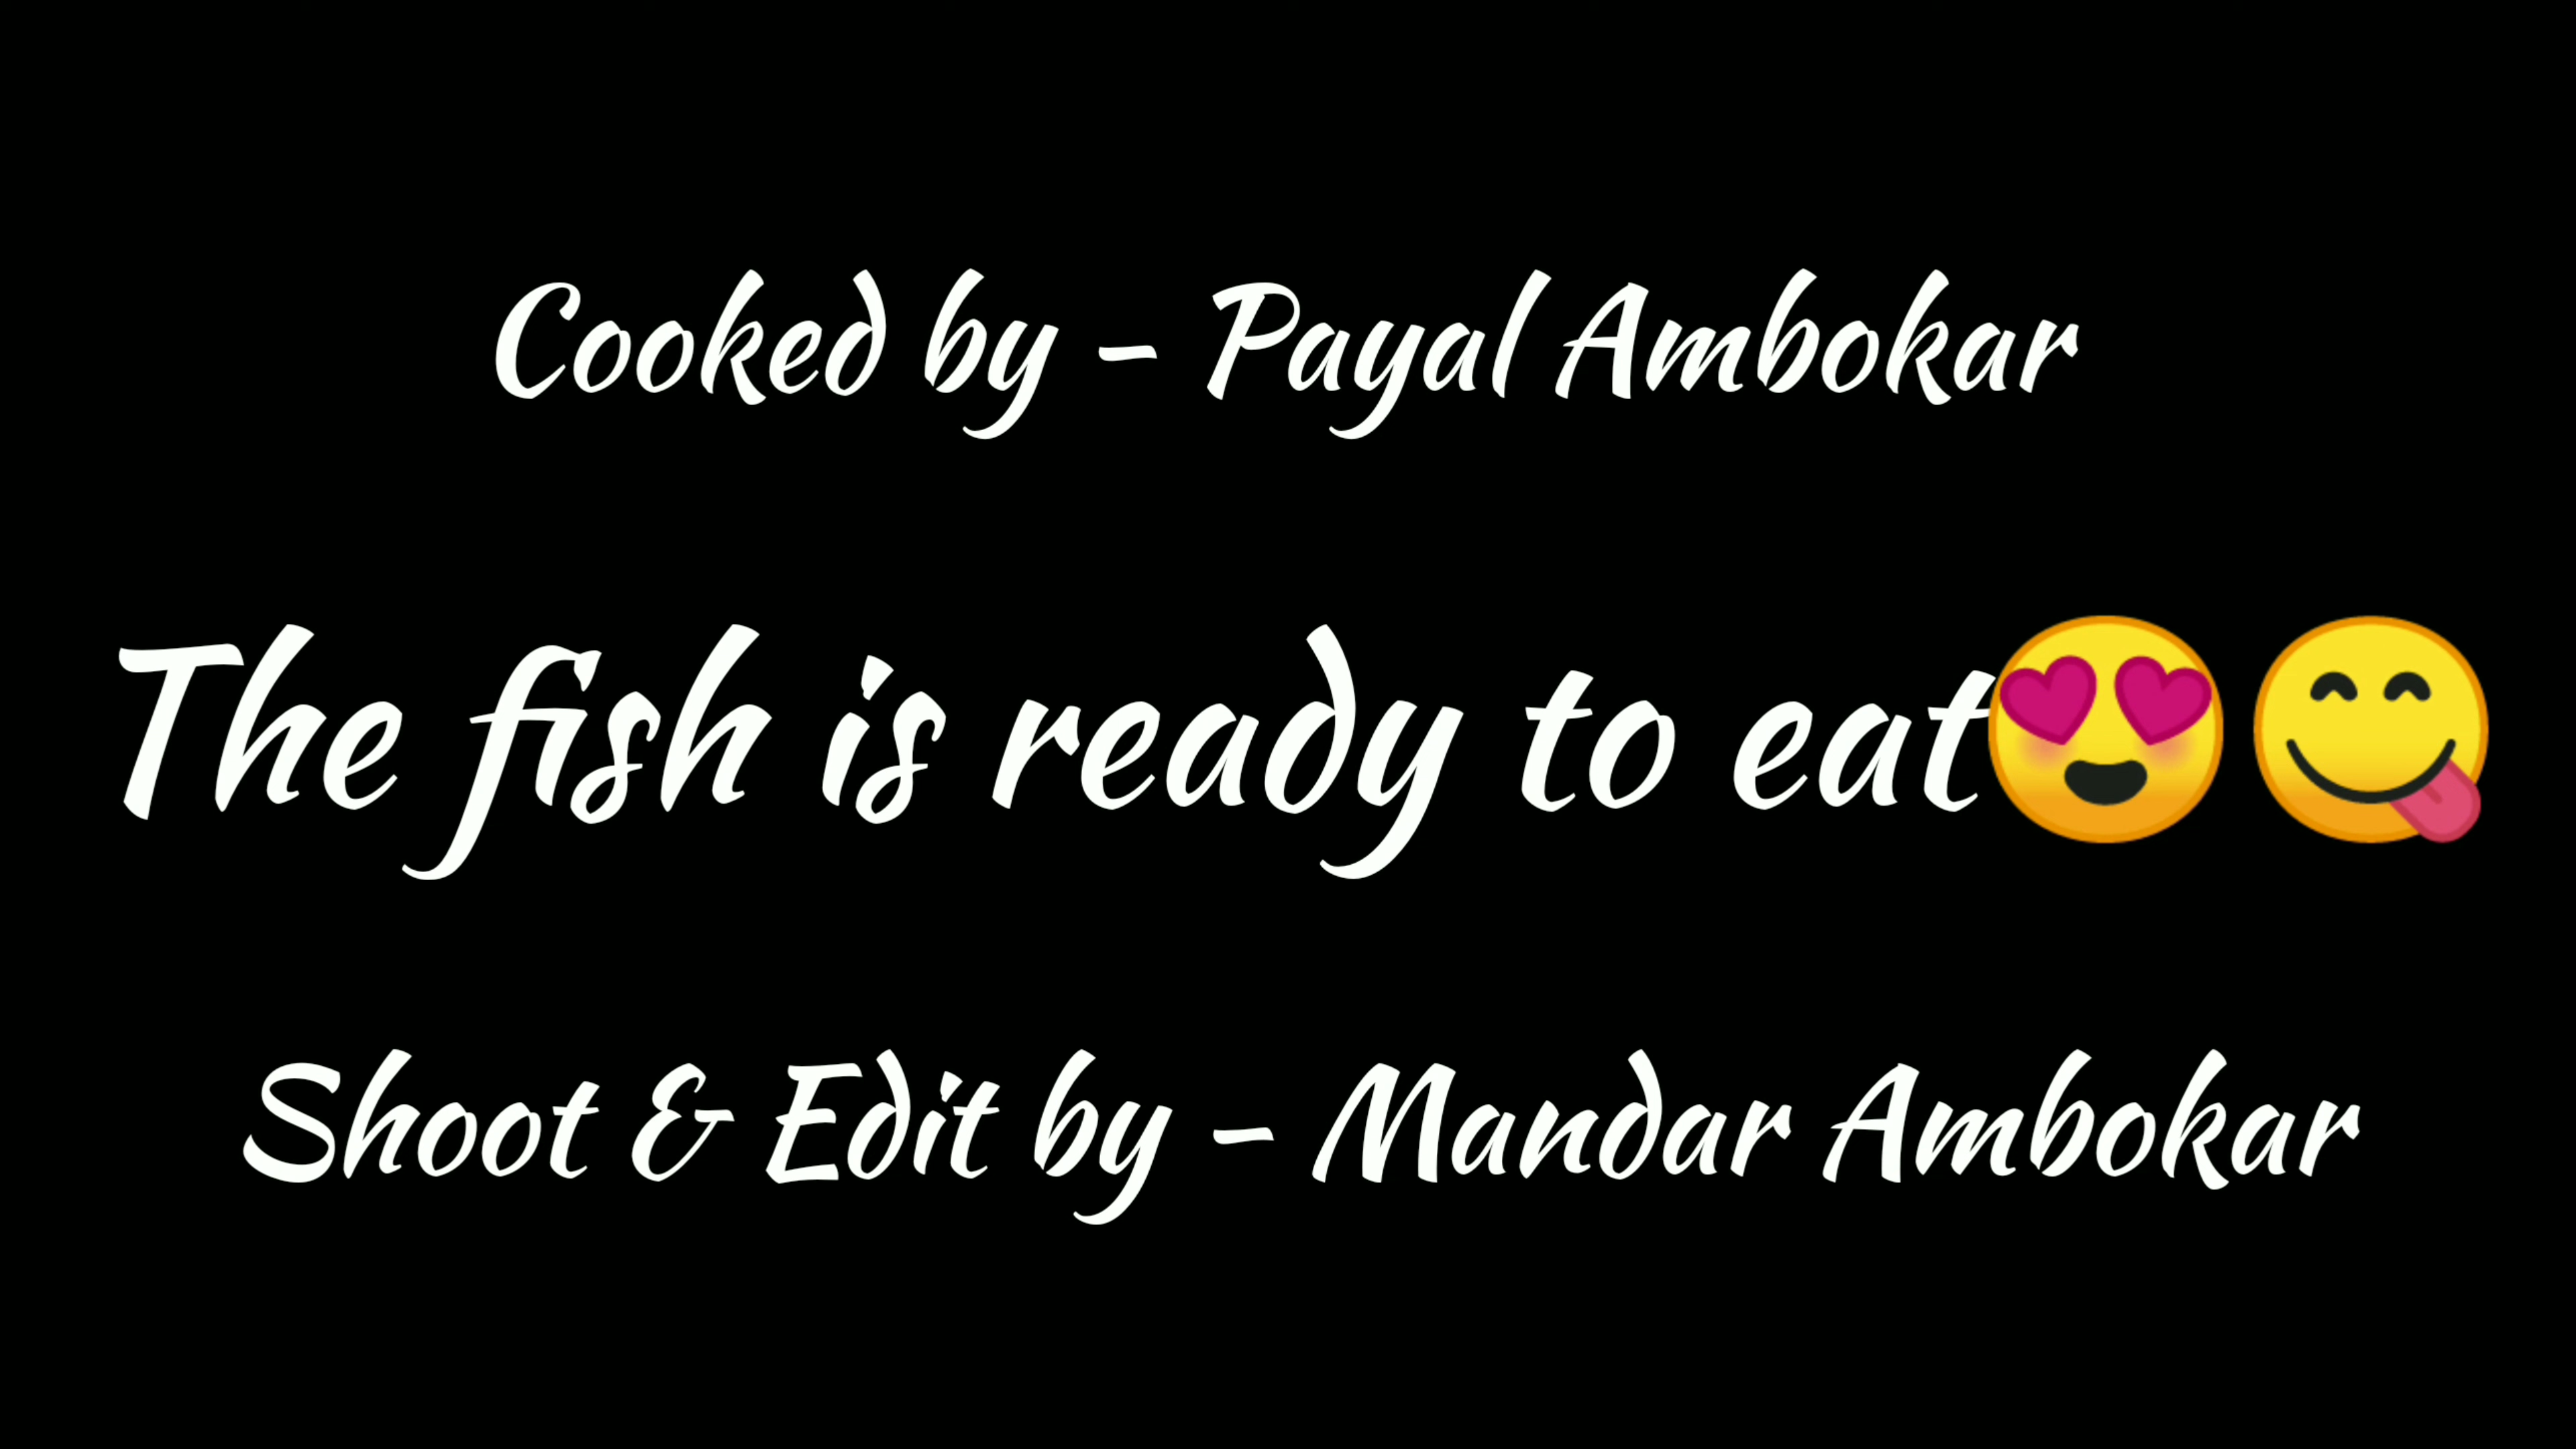 Cooked by - Payal Ambokar
The fish is ready to eat😍😋
Shoot & Edit by - Mandar Ambokar